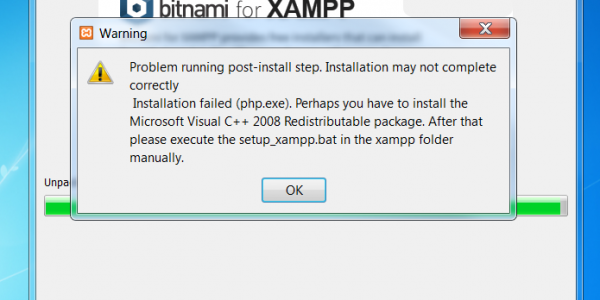 bitnami for XAMPP
Warning
Problem running post-install step. Installation may not complete
correctly
Installation failed (php.exe). Perhaps you have to install the
Microsoft Visual C++ 2008 Redistributable package. After that
please execute the setup_xampp.bat in the xampp folder
manually.
OK
Unpa